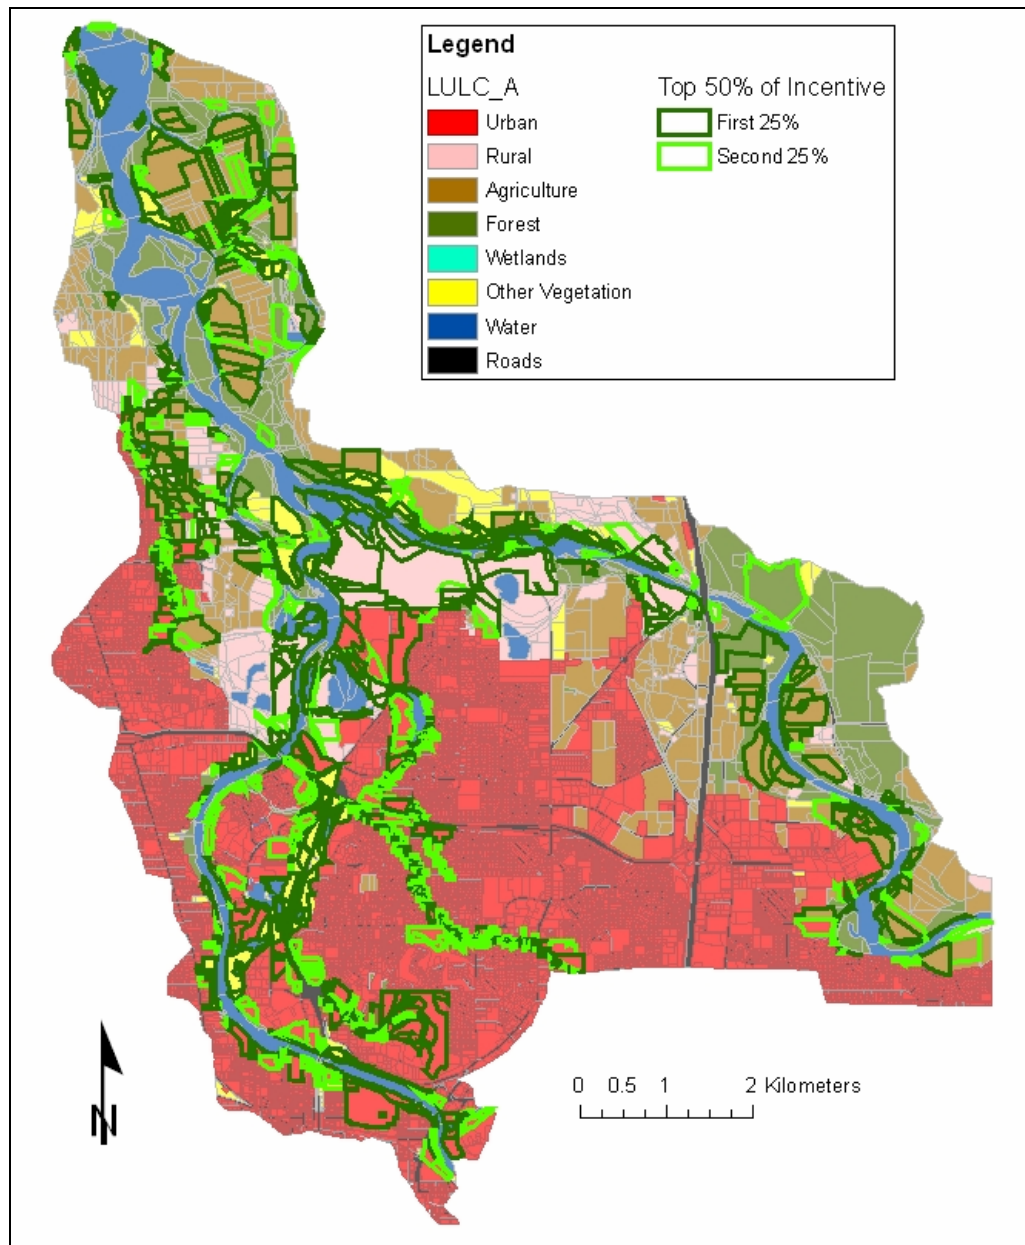 Legend
LULC_A
Urban
Rural
Agriculture
Forest
Wetlands
Other Vegetation
Water
Roads
Top 50% of Incentive
First 25%
Second 25%
0 0.5 1 2 Kilometers
N